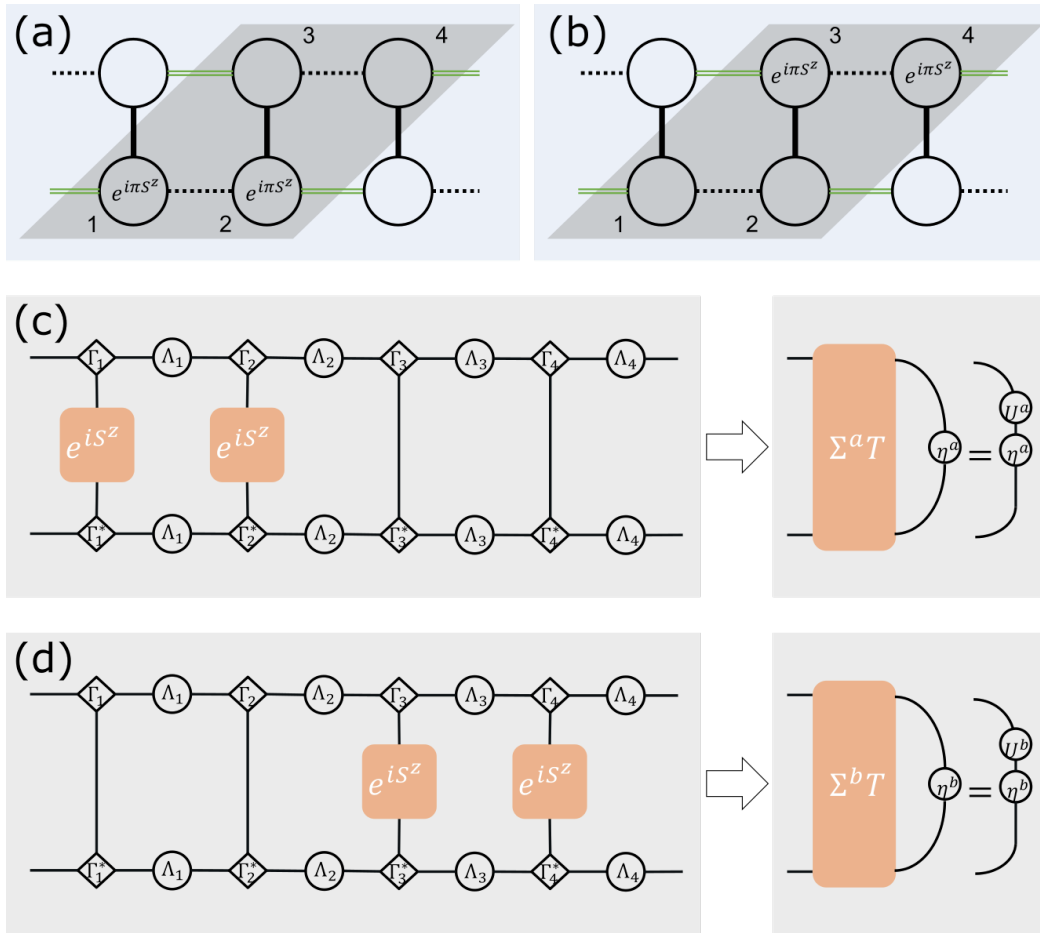 (a)
3
4
e^{iπS^z} e^{iπS^z}
1
2
(b)
3
4
e^{iπS^z} e^{iπS^z}
1
2
(c)
Γ₁ Λ₁ Γ₂ Λ₂ Γ₃ Λ₃ Γ₄ Λ₄
e^{iS^z} e^{iS^z}
Γ₁* Λ₁ Γ₂* Λ₂ Γ₃* Λ₃ Γ₄* Λ₄
U^a
Σ^a T η^a = η^a
(d)
Γ₁ Λ₁ Γ₂ Λ₂ Γ₃ Λ₃ Γ₄ Λ₄
e^{iS^z} e^{iS^z}
Γ₁* Λ₁ Γ₂* Λ₂ Γ₃* Λ₃ Γ₄* Λ₄
U^b
Σ^b T η^b = η^b